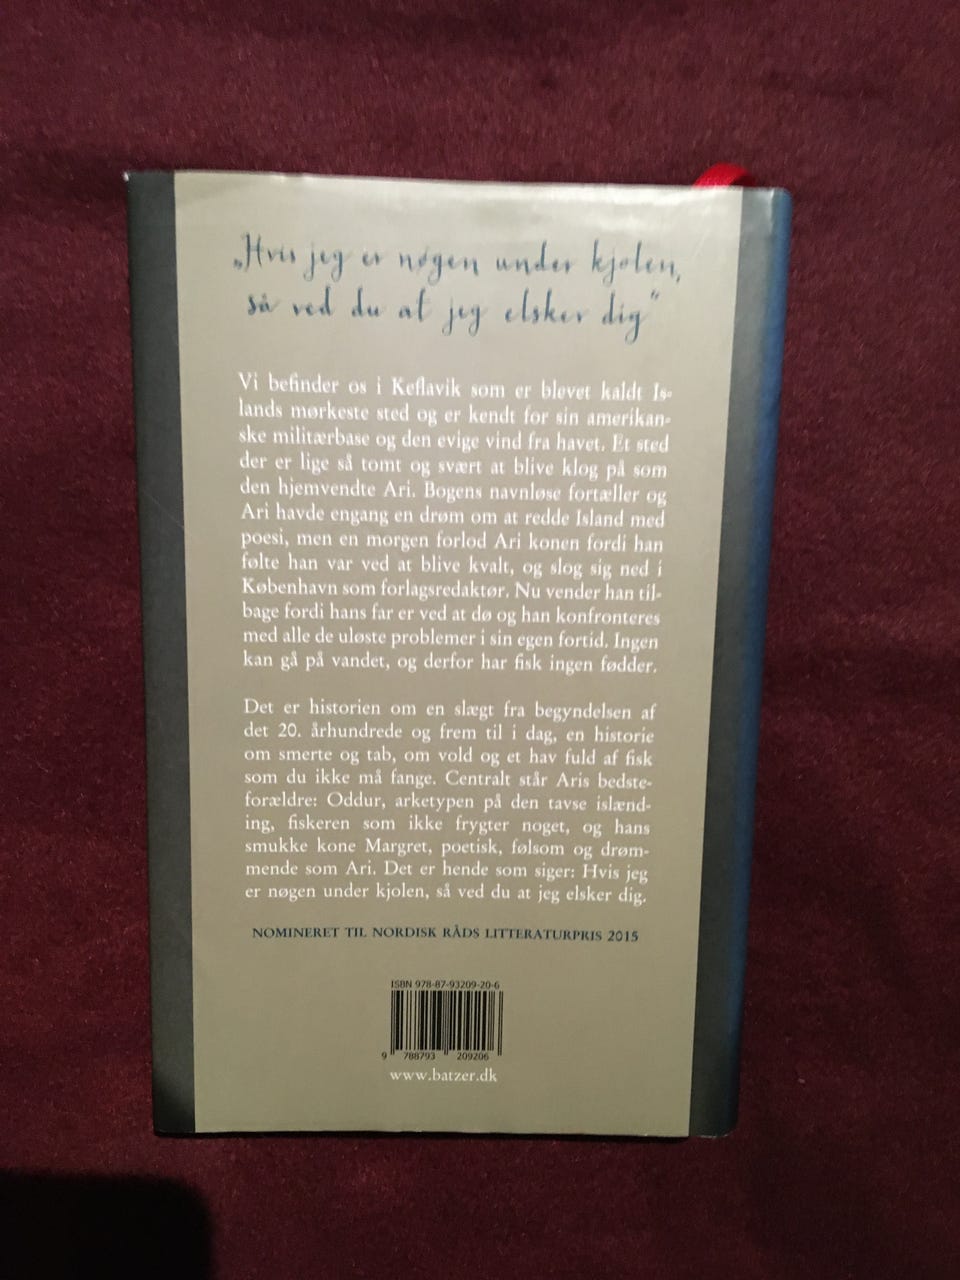 „Hvis jeg er nøgen under kjolen,
så ved du at jeg elsker dig”
Vi befinder os i Keflavik som er blevet kaldt Is-
lands mørkeste sted og er kendt for sin amerikan-
ske militærbase og den evige vind fra havet. Et sted
der er lige så tomt og svært at blive klog på som
den hjemvendte Ari. Bogens navnløse fortæller og
Ari havde engang en drøm om at redde Island med
poesi, men en morgen forlod Ari konen fordi han
følte han var ved at blive kvalt, og slog sig ned i
København som forlagsredaktør. Nu vender han til-
bage fordi hans far er ved at dø og han konfronteres
med alle de uløste problemer i sin egen fortid. Ingen
kan gå på vandet, og derfor har fisk ingen fødder.
Det er historien om en slægt fra begyndelsen af
det 20. århundrede og frem til i dag, en historie
om smerte og tab, om vold og et hav fuld af fisk
som du ikke må fange. Centralt står Aris bedste-
forældre: Oddur, arketypen på den tavse islænd-
ing, fiskeren som ikke frygter noget, og hans
smukke kone Margret, poetisk, følsom og drøm-
mende som Ari. Det er hende som siger: Hvis jeg
er nøgen under kjolen, så ved du at jeg elsker dig.
NOMINERET TIL NORDISK RÅDS LITTERATURPRIS 2015
ISBN 978-87-93209-20-6
9 788793 209206
www.batzer.dk